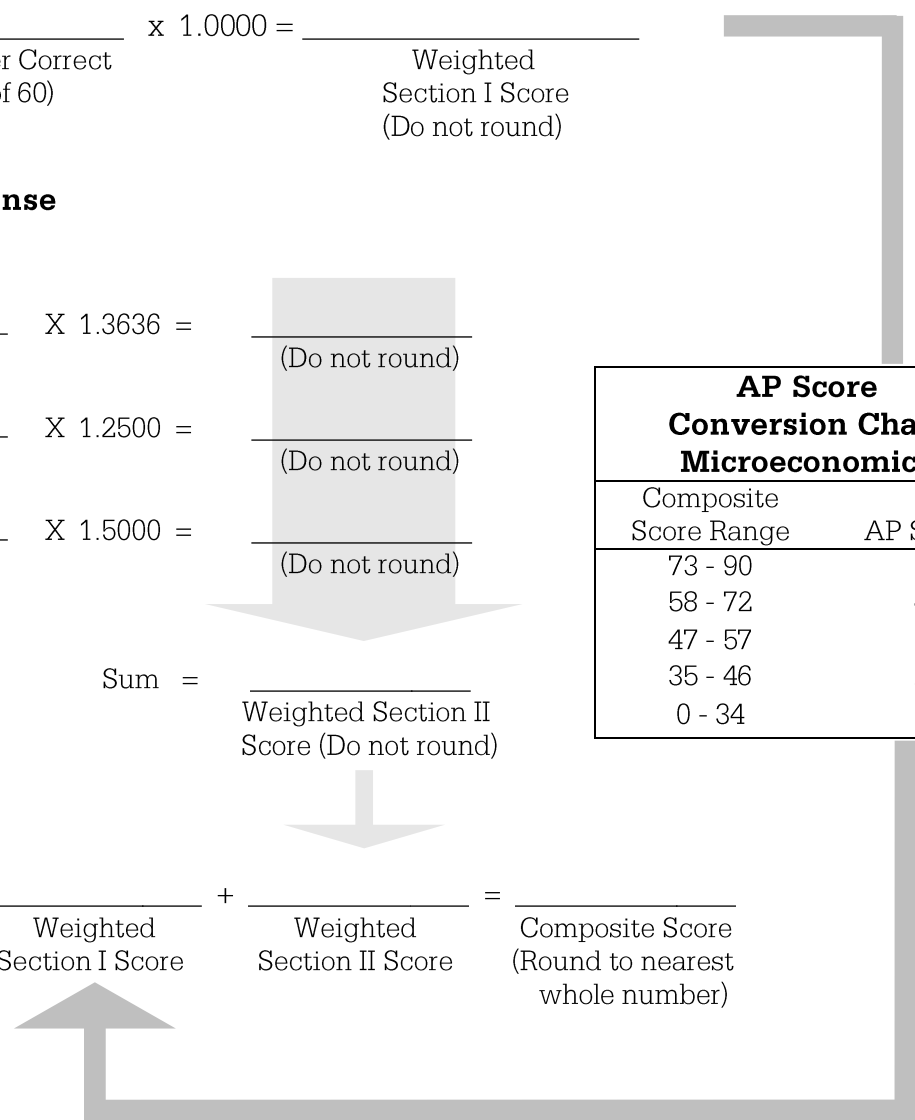 x 1.0000 =
r Correct
f 60)
Weighted
Section I Score
(Do not round)
nse
X 1.3636 =
(Do not round)
X 1.2500 =
(Do not round)
X 1.5000 =
(Do not round)
Sum =
Weighted Section II
Score (Do not round)
AP Score
Conversion Cha
Microeconomic
Composite
Score Range AP S
73 - 90
58 - 72
47 - 57
35 - 46
0 - 34
+ =
Weighted
Section I Score
Weighted
Section II Score
Composite Score
(Round to nearest
whole number)